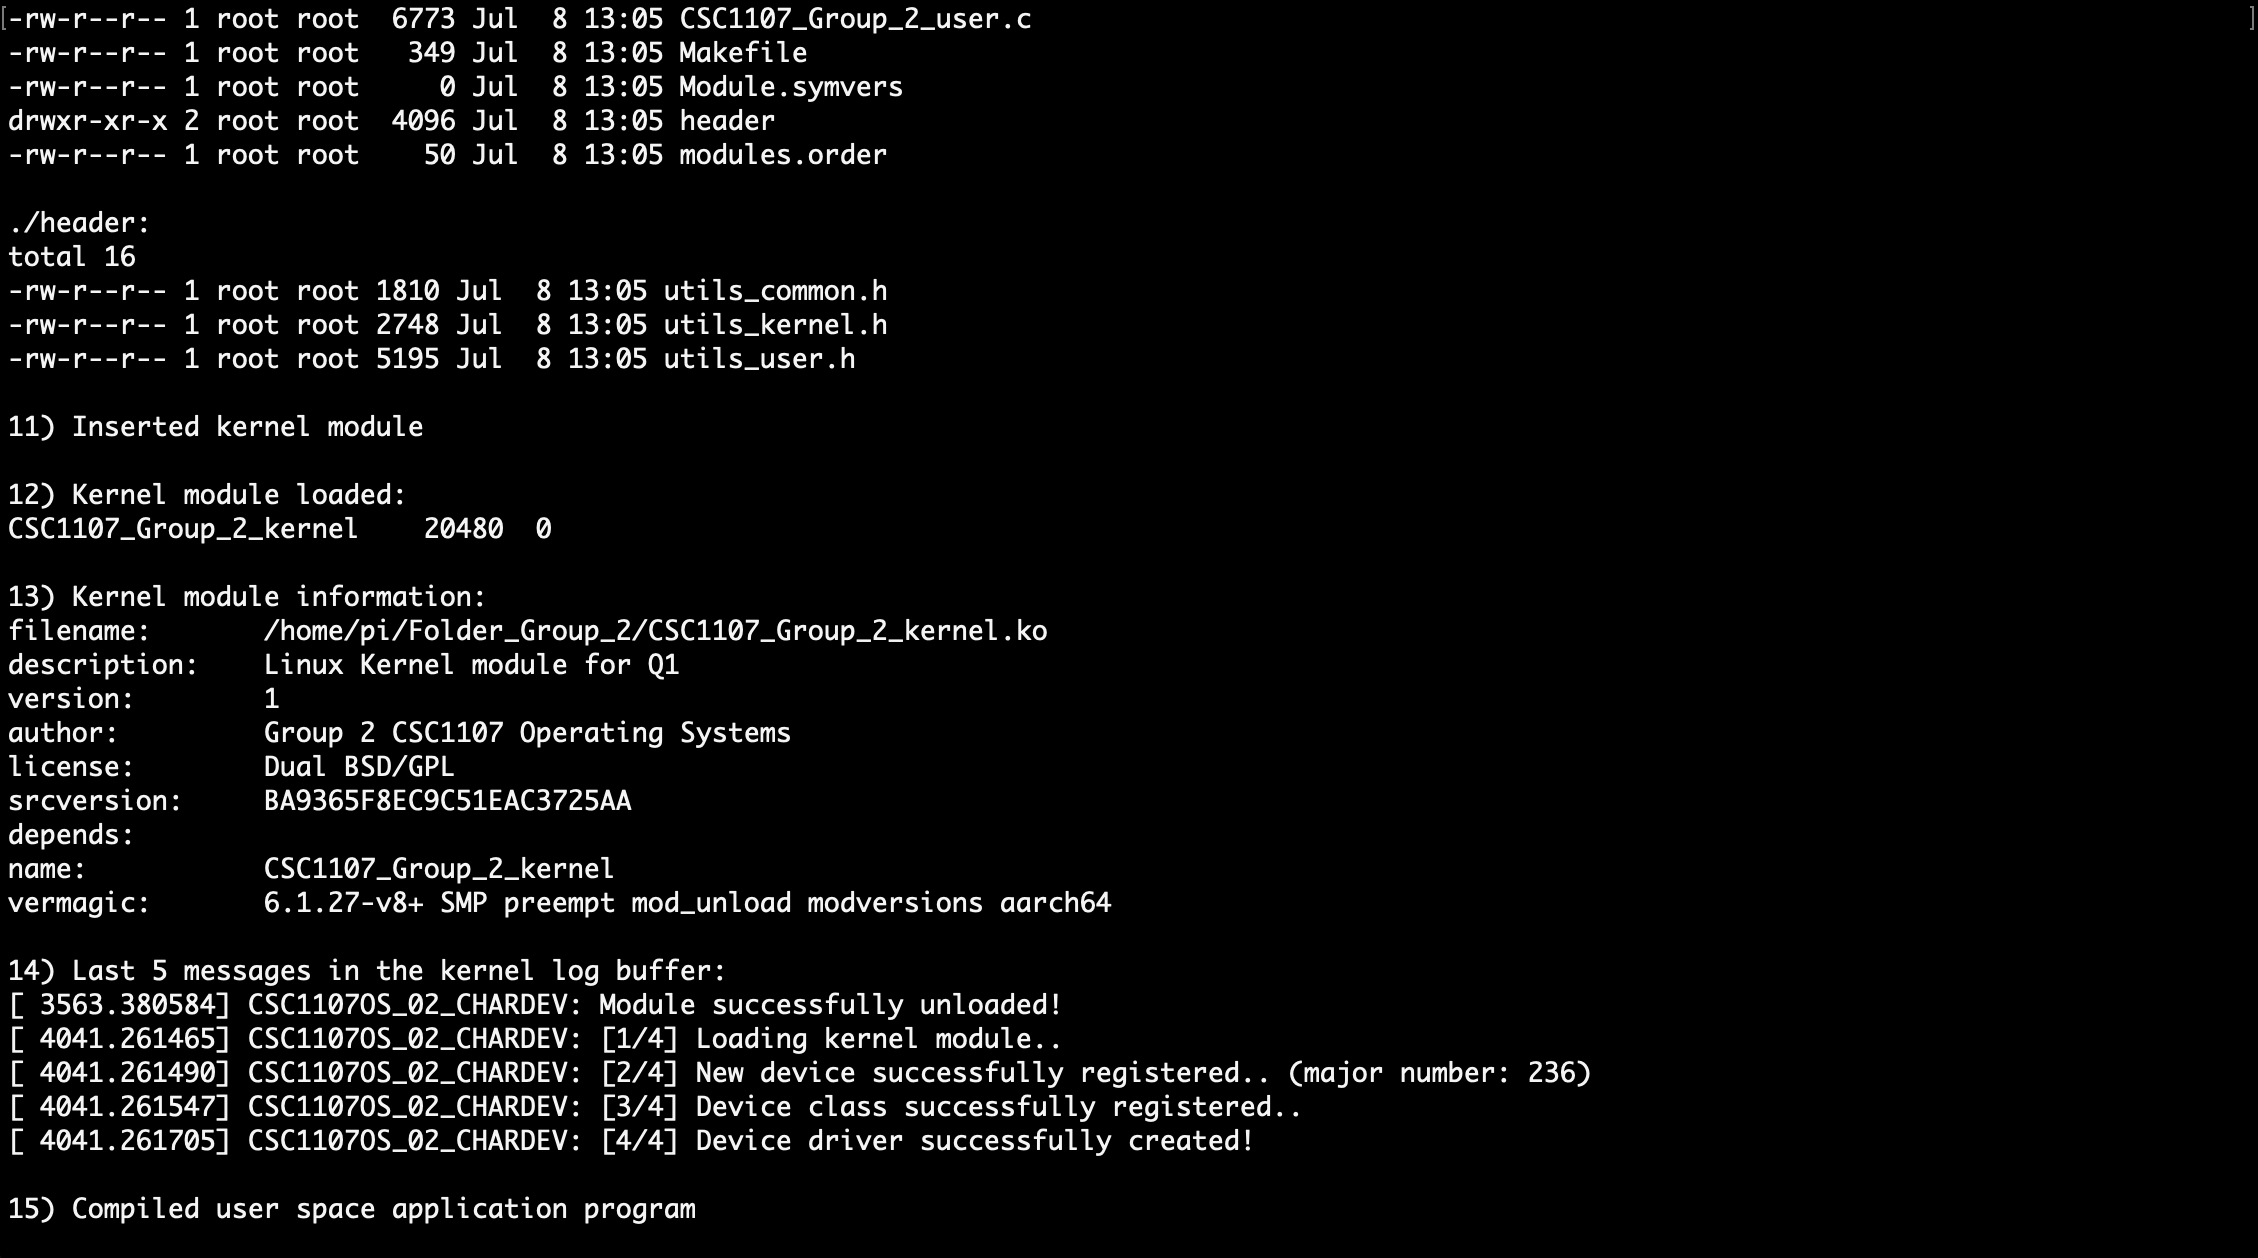 -rw-r--r-- 1 root root  6773 Jul  8 13:05 CSC1107_Group_2_user.c
-rw-r--r-- 1 root root   349 Jul  8 13:05 Makefile
-rw-r--r-- 1 root root     0 Jul  8 13:05 Module.symvers
drwxr-xr-x 2 root root  4096 Jul  8 13:05 header
-rw-r--r-- 1 root root    50 Jul  8 13:05 modules.order
./header:
total 16
-rw-r--r-- 1 root root 1810 Jul  8 13:05 utils_common.h
-rw-r--r-- 1 root root 2748 Jul  8 13:05 utils_kernel.h
-rw-r--r-- 1 root root 5195 Jul  8 13:05 utils_user.h
11) Inserted kernel module
12) Kernel module loaded:
CSC1107_Group_2_kernel    20480  0
13) Kernel module information:
filename:       /home/pi/Folder_Group_2/CSC1107_Group_2_kernel.ko
description:    Linux Kernel module for Q1
version:        1
author:         Group 2 CSC1107 Operating Systems
license:        Dual BSD/GPL
srcversion:     BA9365F8EC9C51EAC3725AA
depends:
name:           CSC1107_Group_2_kernel
vermagic:       6.1.27-v8+ SMP preempt mod_unload modversions aarch64
14) Last 5 messages in the kernel log buffer:
[ 3563.380584] CSC1107OS_02_CHARDEV: Module successfully unloaded!
[ 4041.261465] CSC1107OS_02_CHARDEV: [1/4] Loading kernel module..
[ 4041.261490] CSC1107OS_02_CHARDEV: [2/4] New device successfully registered.. (major number: 236)
[ 4041.261547] CSC1107OS_02_CHARDEV: [3/4] Device class successfully registered..
[ 4041.261705] CSC1107OS_02_CHARDEV: [4/4] Device driver successfully created!
15) Compiled user space application program